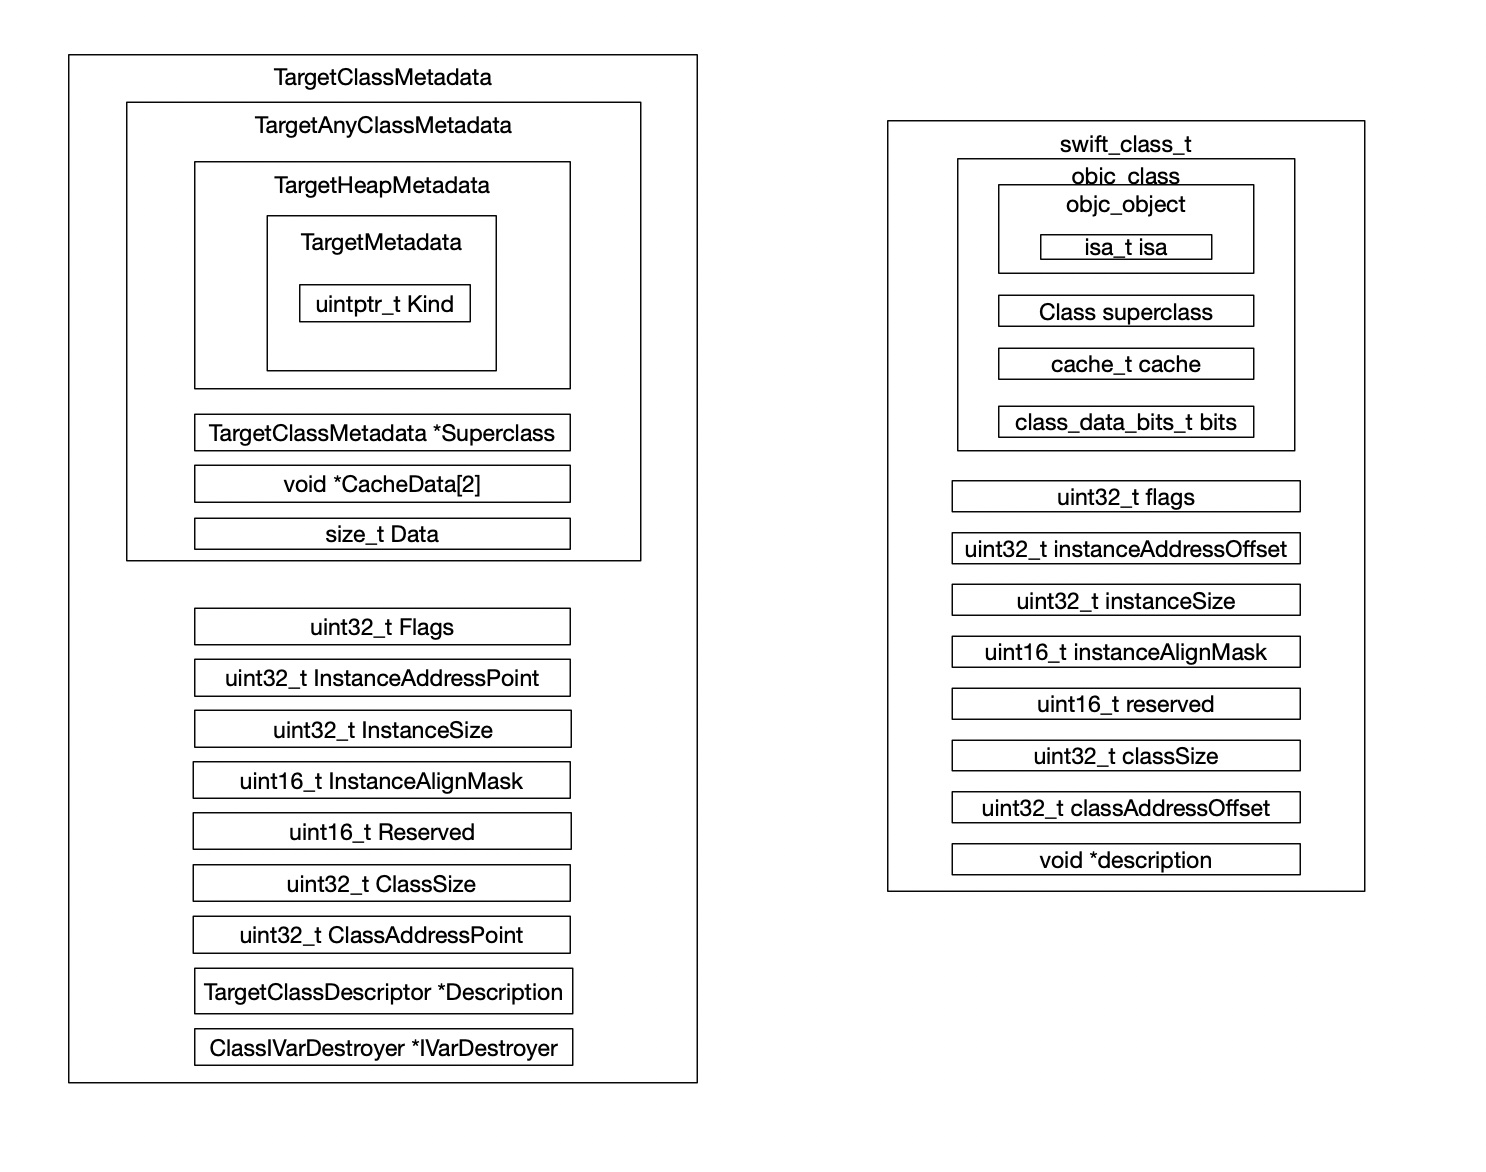 TargetClassMetadata
TargetAnyClassMetadata
TargetHeapMetadata
TargetMetadata
uintptr_t Kind
TargetClassMetadata *Superclass
void *CacheData[2]
size_t Data
uint32_t Flags
uint32_t InstanceAddressPoint
uint32_t InstanceSize
uint16_t InstanceAlignMask
uint16_t Reserved
uint32_t ClassSize
uint32_t ClassAddressPoint
TargetClassDescriptor *Description
ClassIVarDestroyer *IVarDestroyer
swift_class_t
objc_class
objc_object
isa_t isa
Class superclass
cache_t cache
class_data_bits_t bits
uint32_t flags
uint32_t instanceAddressOffset
uint32_t instanceSize
uint16_t instanceAlignMask
uint16_t reserved
uint32_t classSize
uint32_t classAddressOffset
void *description